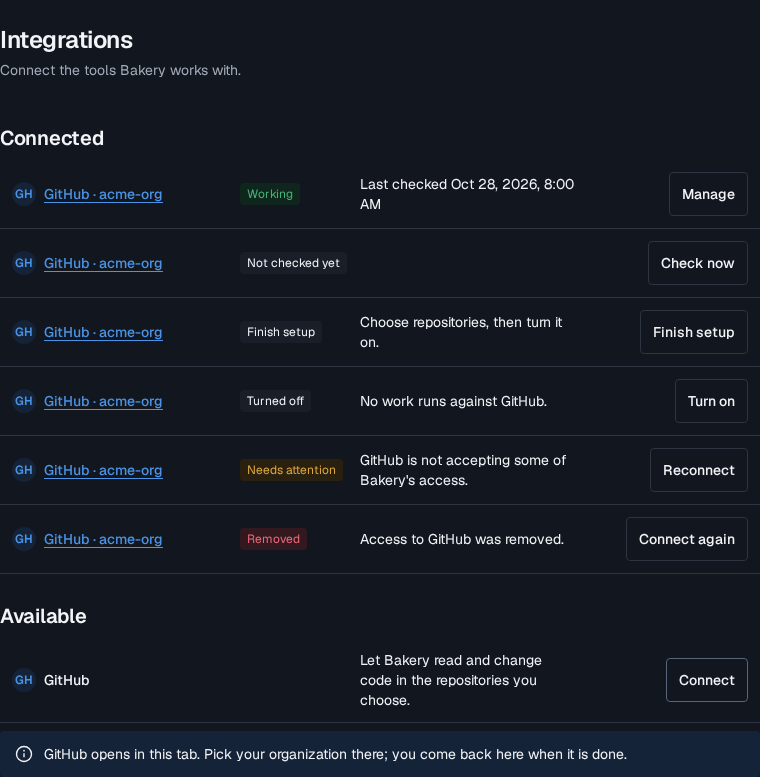 Integrations
Connect the tools Bakery works with.
Connected
GH GitHub · acme-org Working Last checked Oct 28, 2026, 8:00 AM Manage
GH GitHub · acme-org Not checked yet Check now
GH GitHub · acme-org Finish setup Choose repositories, then turn it on. Finish setup
GH GitHub · acme-org Turned off No work runs against GitHub. Turn on
GH GitHub · acme-org Needs attention GitHub is not accepting some of Bakery's access. Reconnect
GH GitHub · acme-org Removed Access to GitHub was removed. Connect again
Available
GH GitHub Let Bakery read and change code in the repositories you choose. Connect
GitHub opens in this tab. Pick your organization there; you come back here when it is done.